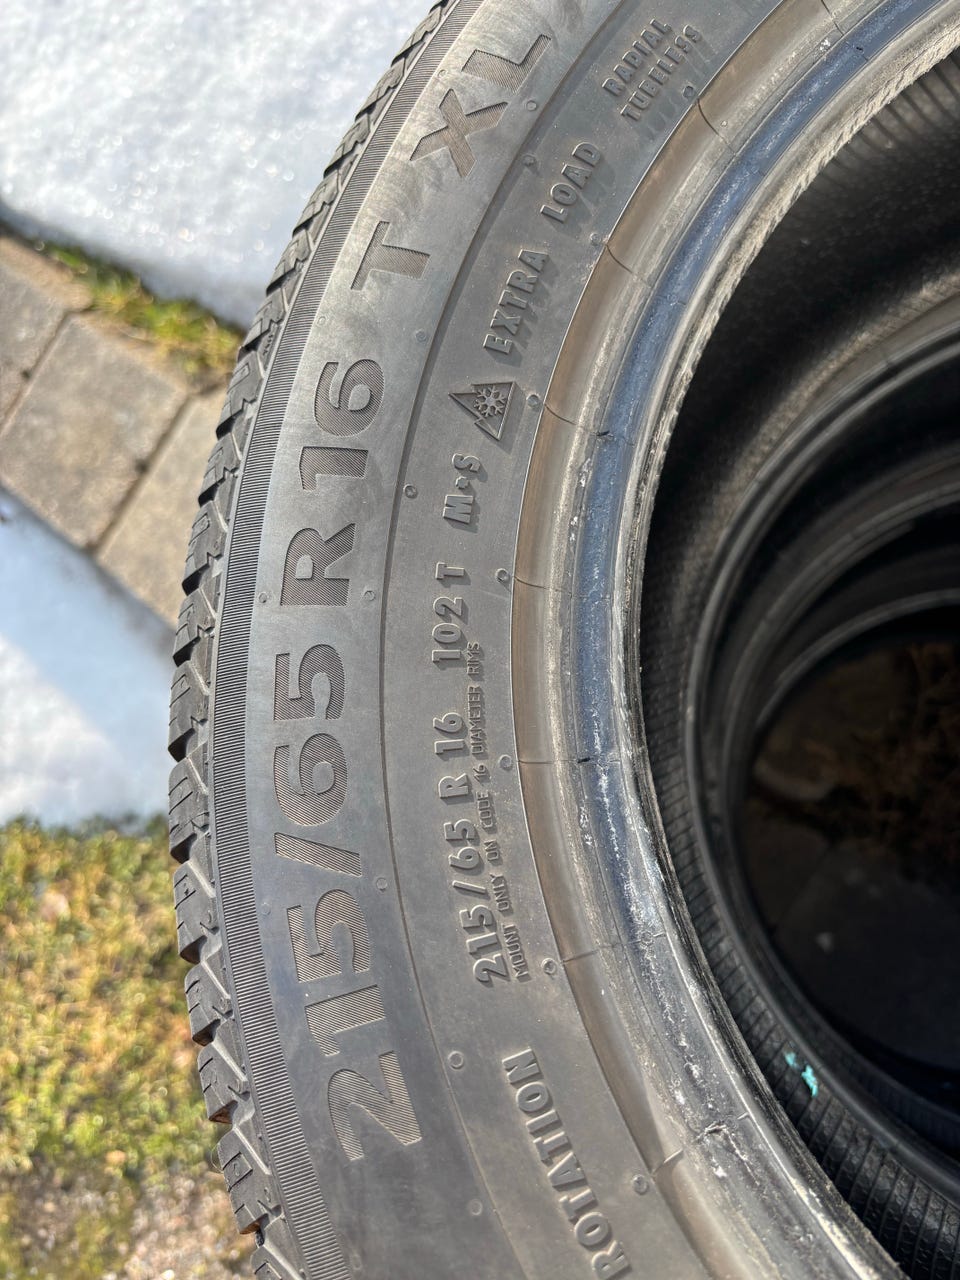 215/65 R 16 T XL
ROTATION
215/65 R 16 102 T M+S EXTRA LOAD
MOUNT ONLY ON CODE 16 DIAMETER RIMS
RADIAL
TUBELESS